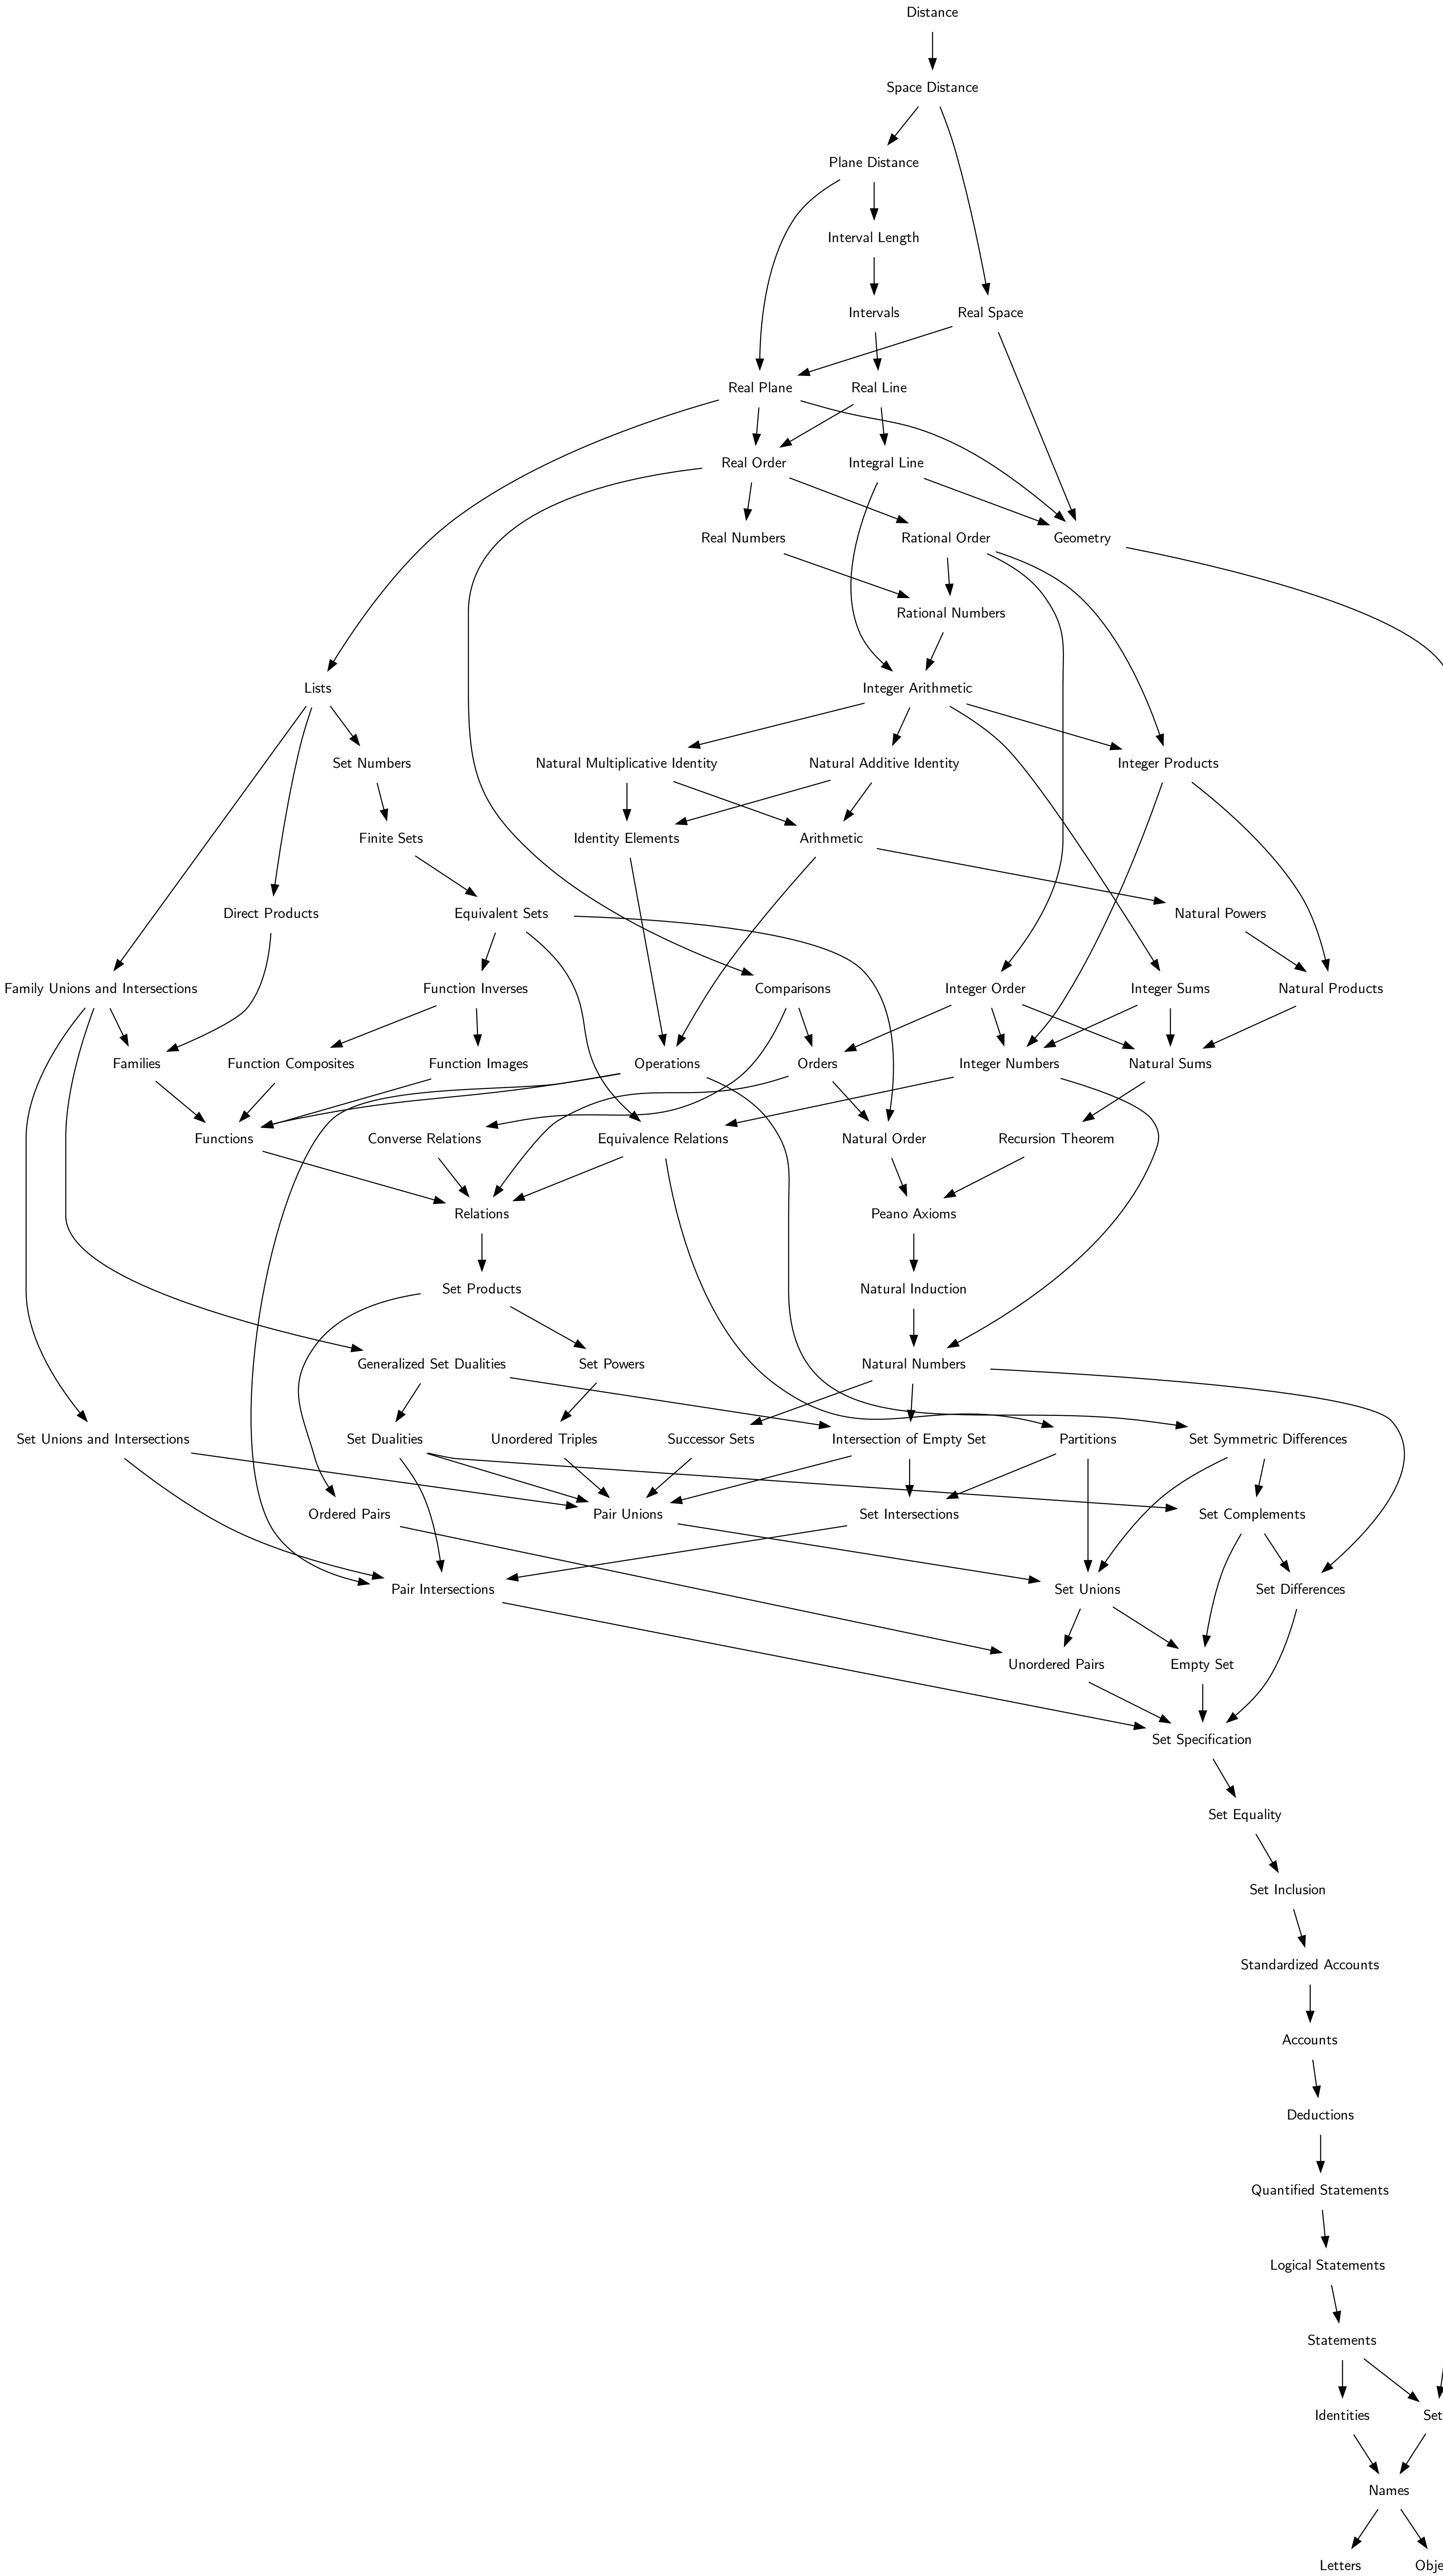 Distance
Space Distance
Plane Distance
Interval Length
Intervals
Real Space
Real Plane
Real Line
Real Order
Integral Line
Real Numbers
Rational Order
Geometry
Rational Numbers
Lists
Integer Arithmetic
Set Numbers
Natural Multiplicative Identity
Natural Additive Identity
Integer Products
Finite Sets
Identity Elements
Arithmetic
Direct Products
Equivalent Sets
Natural Powers
Family Unions and Intersections
Function Inverses
Comparisons
Integer Order
Integer Sums
Natural Products
Families
Function Composites
Function Images
Operations
Orders
Integer Numbers
Natural Sums
Functions
Converse Relations
Equivalence Relations
Natural Order
Recursion Theorem
Relations
Peano Axioms
Set Products
Natural Induction
Generalized Set Dualities
Set Powers
Natural Numbers
Set Unions and Intersections
Set Dualities
Unordered Triples
Successor Sets
Intersection of Empty Set
Partitions
Set Symmetric Differences
Ordered Pairs
Pair Unions
Set Intersections
Set Complements
Pair Intersections
Set Unions
Set Differences
Unordered Pairs
Empty Set
Set Specification
Set Equality
Set Inclusion
Standardized Accounts
Accounts
Deductions
Quantified Statements
Logical Statements
Statements
Identities
Set
Names
Letters
Obje